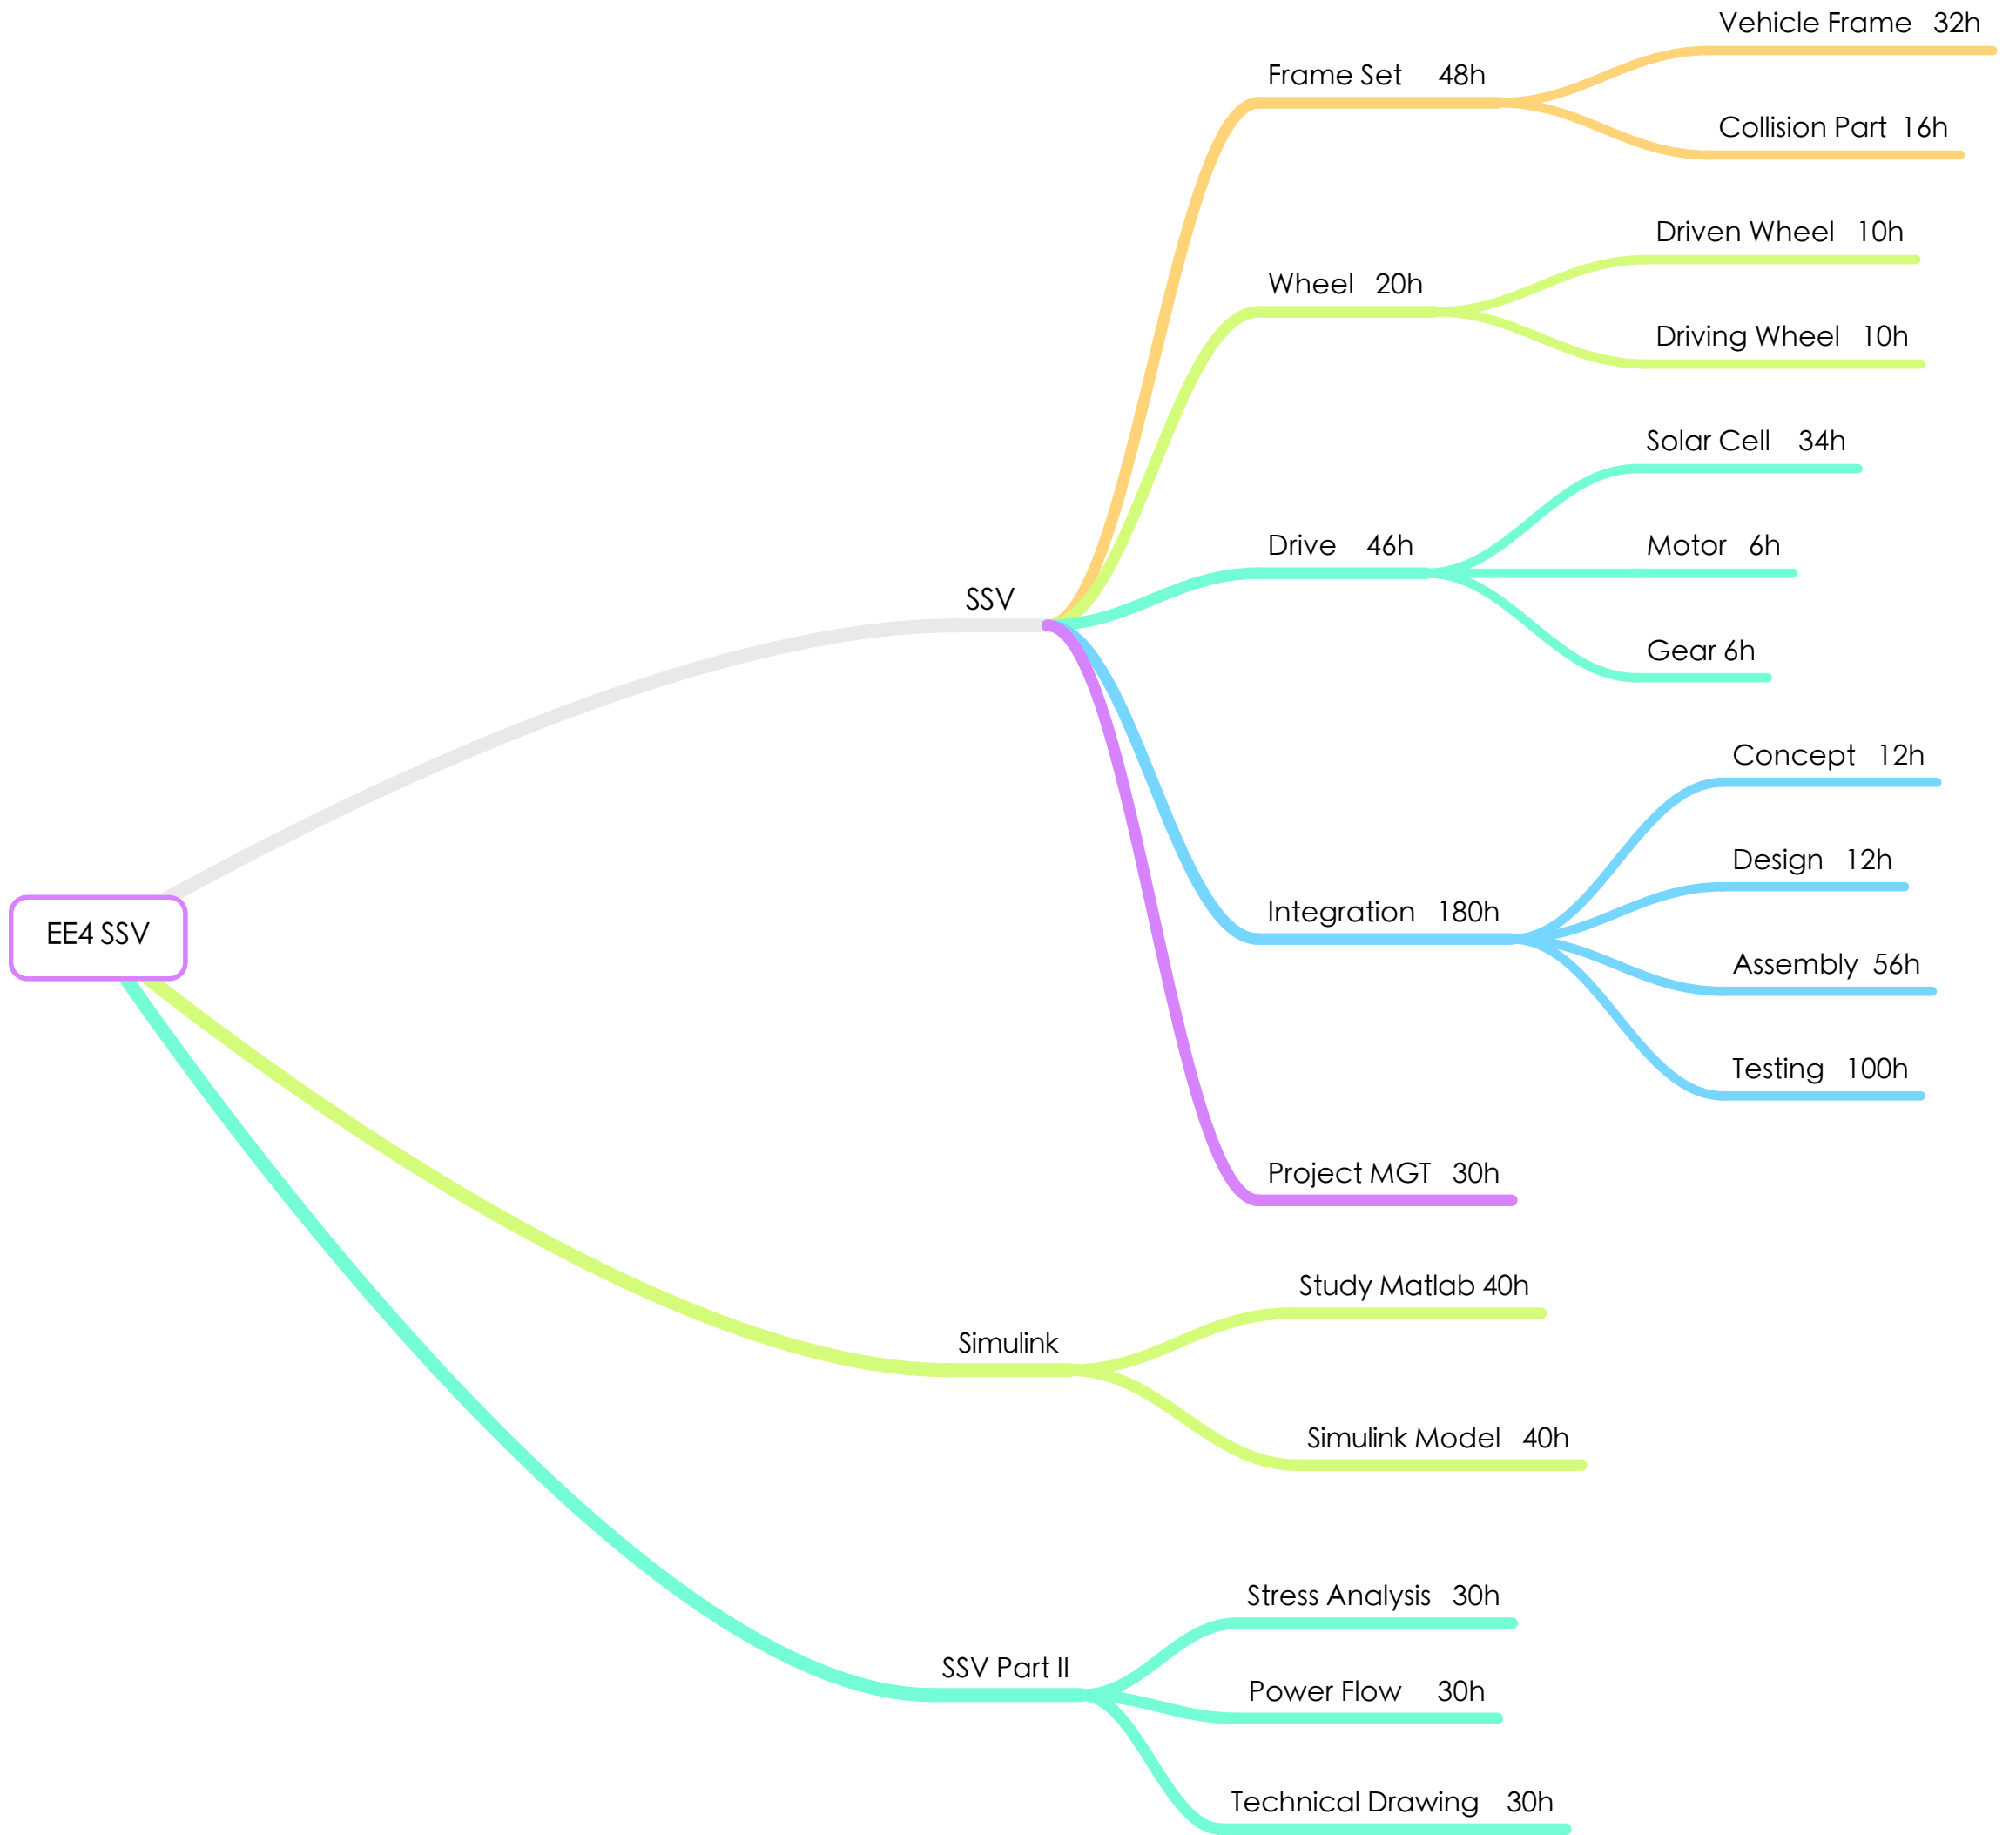 Vehicle Frame 32h
Frame Set 48h
Collision Part 16h
Driven Wheel 10h
Wheel 20h
Driving Wheel 10h
Solar Cell 34h
Drive 46h
Motor 6h
SSV
Gear 6h
Concept 12h
Design 12h
Integration 180h
EE4 SSV
Assembly 56h
Testing 100h
Project MGT 30h
Study Matlab 40h
Simulink
Simulink Model 40h
Stress Analysis 30h
SSV Part II
Power Flow 30h
Technical Drawing 30h